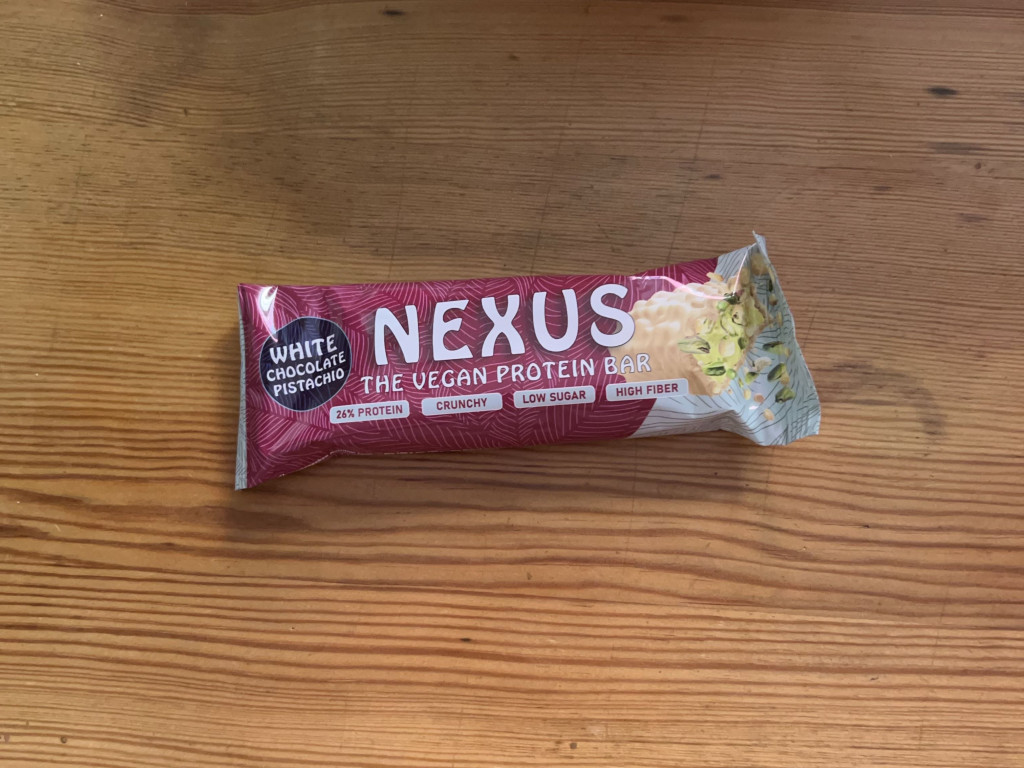 WHITE
CHOCOLATE
PISTACHIO
NEXUS
THE VEGAN PROTEIN BAR
26% PROTEIN
CRUNCHY
LOW SUGAR
HIGH FIBER